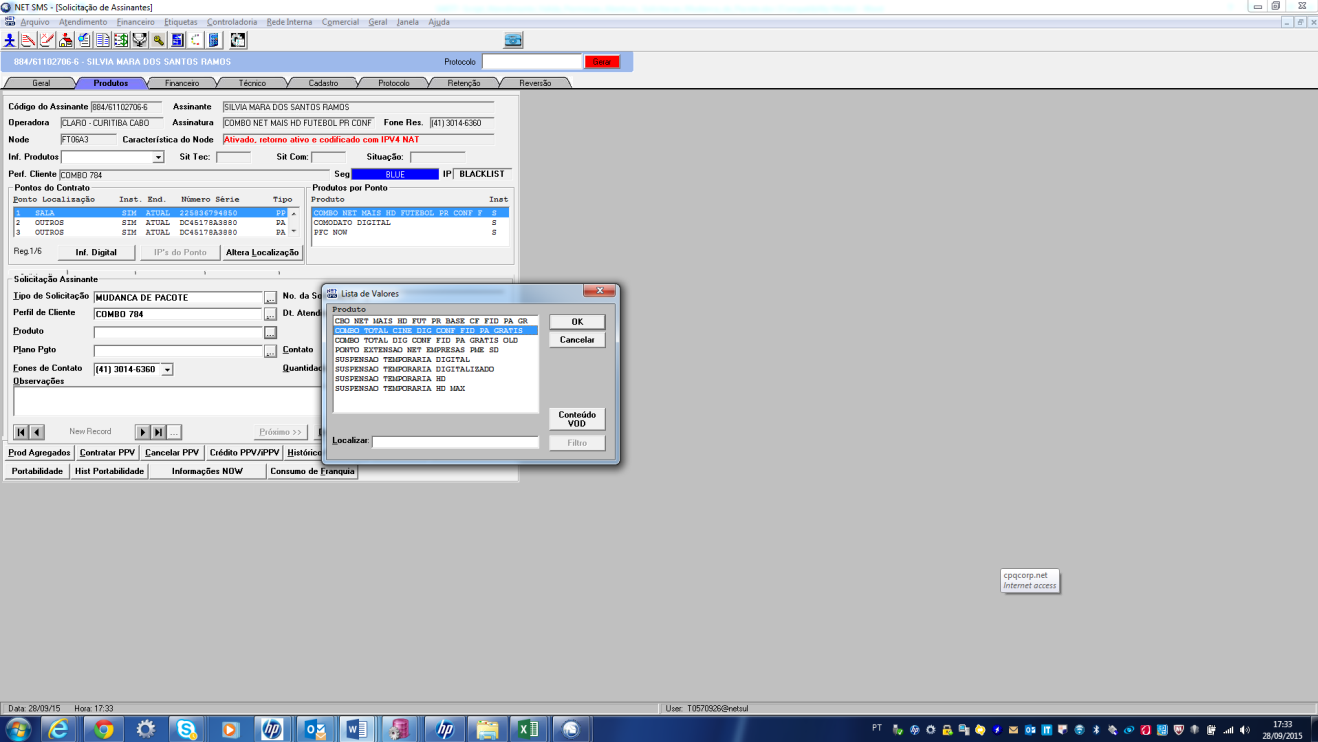 NET SMS - [Solicitação de Assinantes]
Arquivo Atendimento Financeiro Etiquetas Controladoria Rede Interna Comercial Geral Janela Ajuda
884/61102706-6 - SILVIA MARA DOS SANTOS RAMOS Protocolo Gerar
Geral Produtos Financeiro Técnico Cadastro Protocolo Retenção Reversão
Código do Assinante 884/61102706-6 Assinante SILVIA MARA DOS SANTOS RAMOS
Operadora CLARO - CURITIBA CABO Assinatura COMBO NET MAIS HD FUTEBOL PR CONF Fone Res. (41) 3014-6360
Node FT06A3 Característica do Node Ativado, retorno ativo e codificado com IPV4 NAT
Inf. Produtos Sit Tec: Sit Com: Situação:
Perf. Cliente COMBO 784 Seg BLUE IP BLACKLIST
Pontos do Contrato Produtos por Ponto
Ponto Localização Inst. End. Número Série Tipo Produto Inst
1 SALA SIM ATUAL 225836794850 PP COMBO NET MAIS HD FUTEBOL PR CONF F S
2 OUTROS SIM ATUAL DC45178A3880 PA COMODATO DIGITAL S
3 OUTROS SIM ATUAL DC45178A3880 PA PFC NOW S
Reg.1/6 Inf. Digital IP's do Ponto Altera Localização
Solicitação Assinante
Tipo de Solicitação MUDANCA DE PACOTE ... No. da So
Perfil de Cliente COMBO 784 ... Dt. Atend
Produto ...
Plano Pgto ... Contato
Fones de Contato (41) 3014-6360 Quantidad
Observações
New Record ... Próximo >>
Prod Agregados Contratar PPV Cancelar PPV Crédito PPV/iPPV Histórico
Portabilidade Hist Portabilidade Informações NOW Consumo de Franquia
Lista de Valores
Produto
CBO NET MAIS HD FUT PR BASE CF FID PA GR
COMBO TOTAL CINE DIG CONF FID PA GRATIS
COMBO TOTAL DIG CONF FID PA GRATIS OLD
PONTO EXTENSAO NET EMPRESAS PME SD
SUSPENSAO TEMPORARIA DIGITAL
SUSPENSAO TEMPORARIA DIGITALIZADO
SUSPENSAO TEMPORARIA HD
SUSPENSAO TEMPORARIA HD MAX
OK
Cancelar
Conteúdo VOD
Localizar: Filtro
cpqcorp.net
Internet access
Data: 28/09/15 Hora: 17:33 User: T0570926@netsul
PT 17:33
28/09/2015